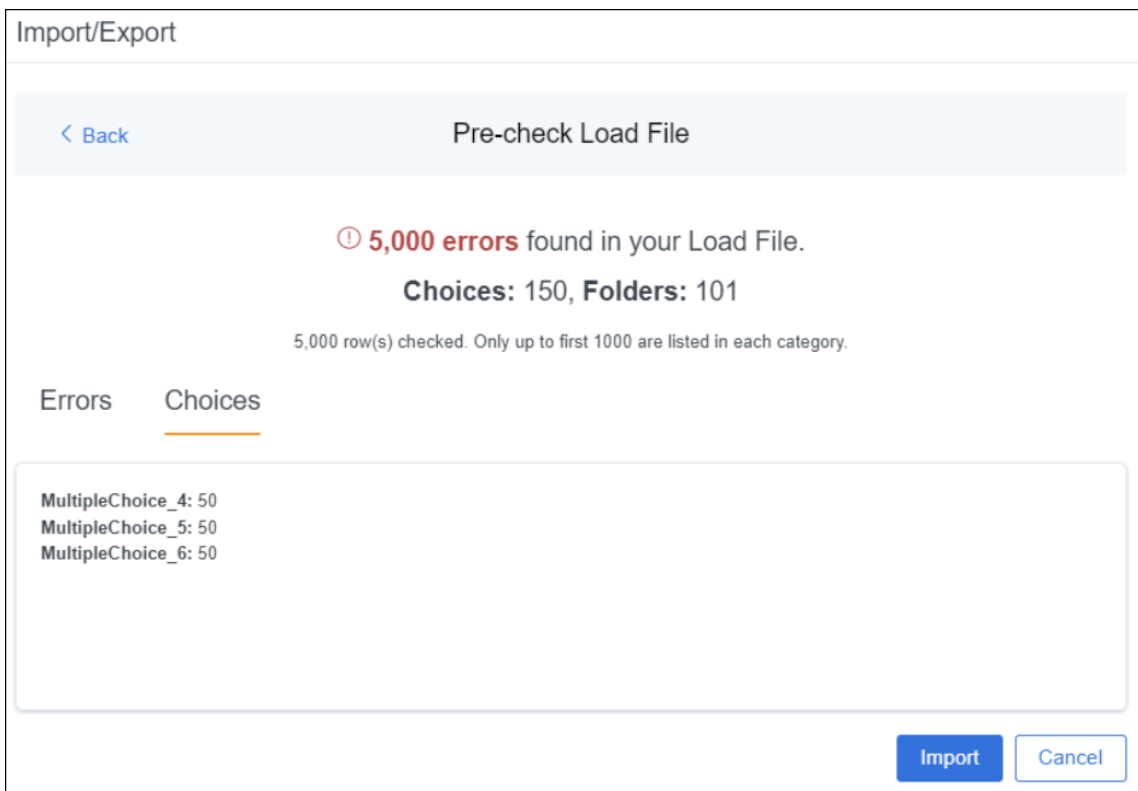 Import/Export
Back
Pre-check Load File
5,000 errors found in your Load File.
Choices: 150, Folders: 101
5,000 row(s) checked. Only up to first 1000 are listed in each category.
Errors Choices
MultipleChoice_4: 50
MultipleChoice_5: 50
MultipleChoice_6: 50
Import Cancel